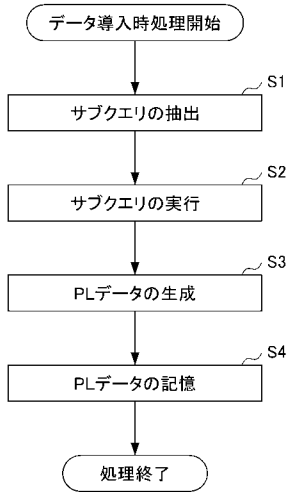 データ導入時処理開始
S1
サブクエリの抽出
S2
サブクエリの実行
S3
PLデータの生成
S4
PLデータの記憶
処理終了